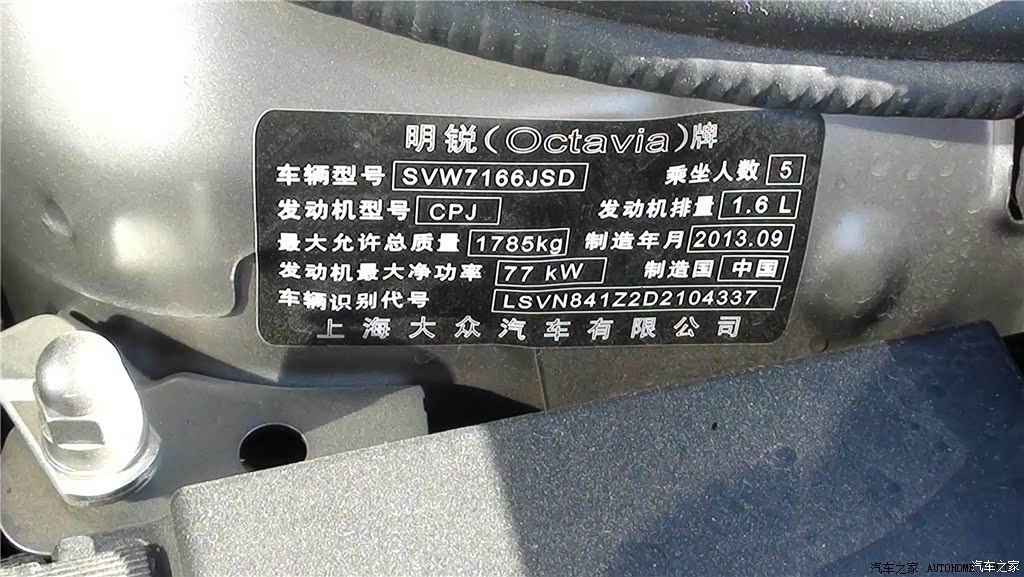 明锐(Octavia)牌
车辆型号 SVW7166JSD 乘坐人数 5
发动机型号 CPJ 发动机排量 1.6 L
最大允许总质量 1785kg 制造年月 2013.09
发动机最大净功率 77 kW 制造国 中国
车辆识别代号 LSVN841Z2D2104337
上海大众汽车有限公司
汽车之家 AUTOHOME汽车之家